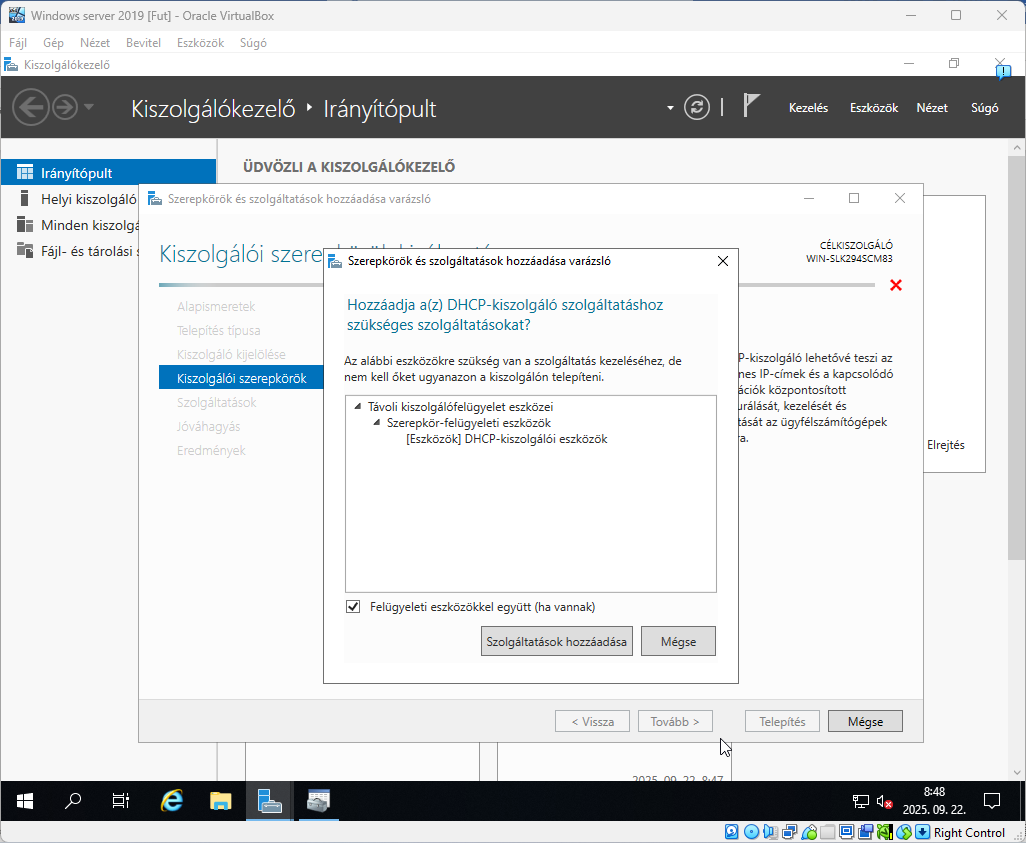 Windows server 2019 [Fut] - Oracle VirtualBox
Fájl Gép Nézet Bevitel Eszközök Súgó
Kiszolgálókezelő
Kiszolgálókezelő Irányítópult
Kezelés Eszközök Nézet Súgó
Irányítópult
Helyi kiszolgáló
Minden kiszolgá
Fájl- és tárolási
ÜDVÖZLI A KISZOLGÁLÓKEZELŐ
Szerepkörök és szolgáltatások hozzáadása varázsló
Kiszolgálói szere
CÉLKISZOLGÁLÓ
WIN-SLK294SCM83
Alapismeretek
Telepítés típusa
Kiszolgáló kijelölése
Kiszolgálói szerepkörök
Szolgáltatások
Jóváhagyás
Eredmények
Szerepkörök és szolgáltatások hozzáadása varázsló
Hozzáadja a(z) DHCP-kiszolgáló szolgáltatáshoz
szükséges szolgáltatásokat?
Az alábbi eszközökre szükség van a szolgáltatás kezeléséhez, de
nem kell őket ugyanazon a kiszolgálón telepíteni.
Távoli kiszolgálófelügyelet eszközei
Szerepkör-felügyeleti eszközök
[Eszközök] DHCP-kiszolgálói eszközök
Felügyeleti eszközökkel együtt (ha vannak)
Szolgáltatások hozzáadása Mégse
P-kiszolgáló lehetővé teszi az
nes IP-címek és a kapcsolódó
ációk központosított
urálását, kezelését és
tását az ügyfélszámítógépek
ra.
Elrejtés
< Vissza Tovább > Telepítés Mégse
2025. 09. 22. 8:47
8:48
2025. 09. 22.
Right Control